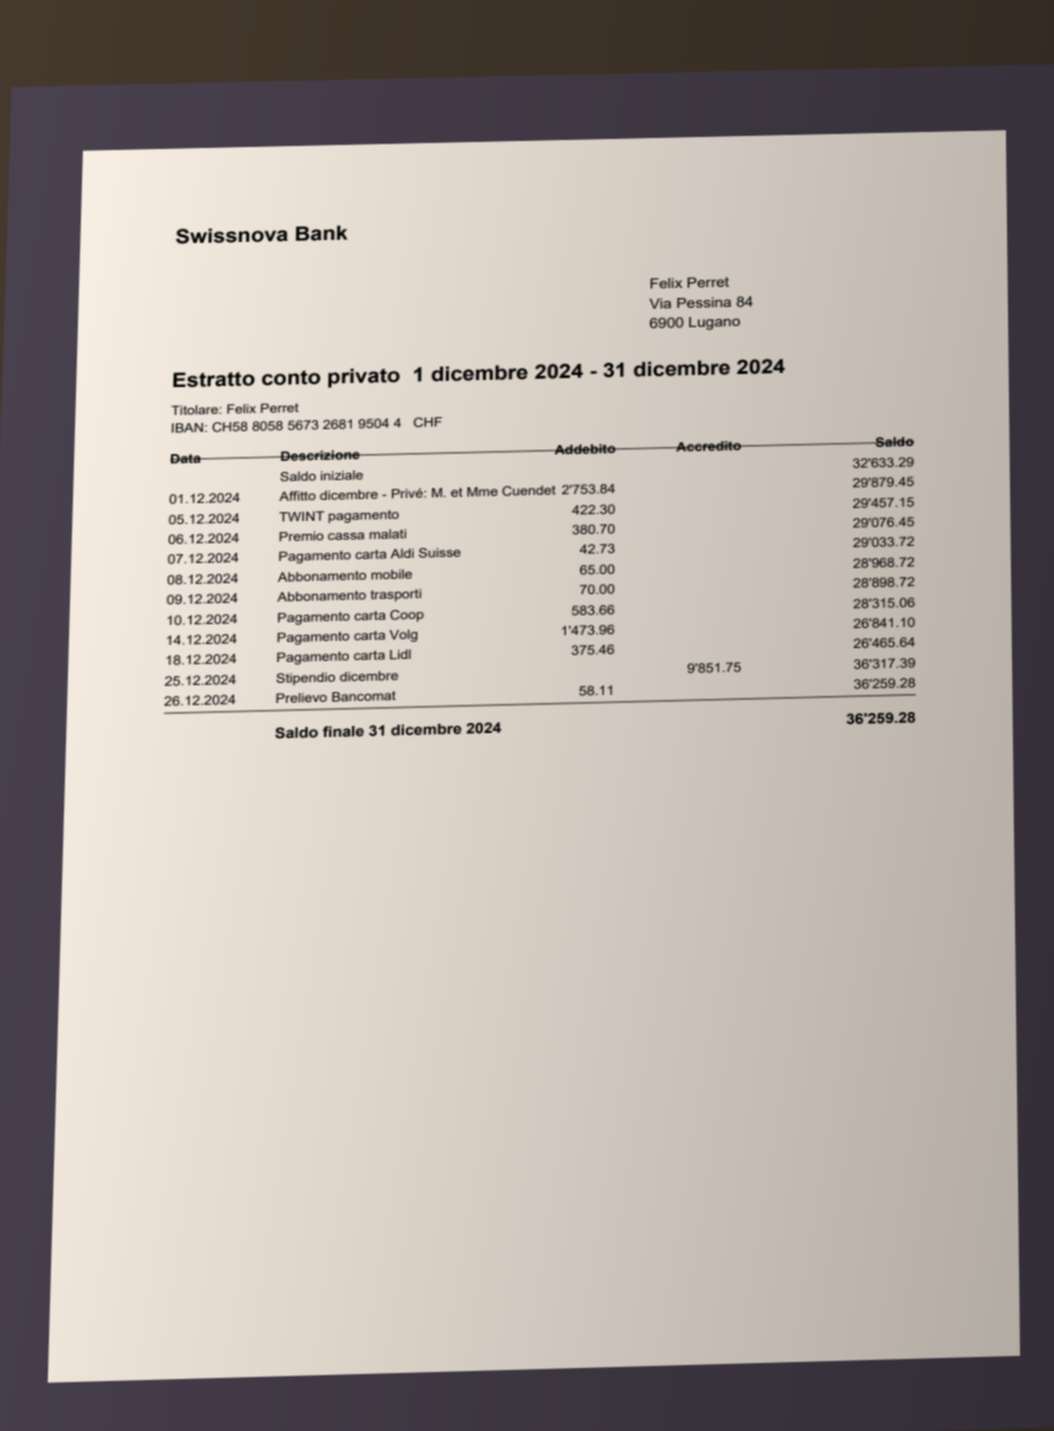 Swissnova Bank
Felix Perret
Via Pessina 84
6900 Lugano
Estratto conto privato 1 dicembre 2024 - 31 dicembre 2024
Titolare: Felix Perret
IBAN: CH58 8058 5673 2681 9504 4 CHF
Data Descrizione Addebito Accredito Saldo
Saldo iniziale 32'633.29
01.12.2024 Affitto dicembre - Privé: M. et Mme Cuendet 2'753.84 29'879.45
05.12.2024 TWINT pagamento 422.30 29'457.15
06.12.2024 Premio cassa malati 380.70 29'076.45
07.12.2024 Pagamento carta Aldi Suisse 42.73 29'033.72
08.12.2024 Abbonamento mobile 65.00 28'968.72
09.12.2024 Abbonamento trasporti 70.00 28'898.72
10.12.2024 Pagamento carta Coop 583.66 28'315.06
14.12.2024 Pagamento carta Volg 1'473.96 26'841.10
18.12.2024 Pagamento carta Lidl 375.46 26'465.64
25.12.2024 Stipendio dicembre 9'851.75 36'317.39
26.12.2024 Prelievo Bancomat 58.11 36'259.28
Saldo finale 31 dicembre 2024 36'259.28